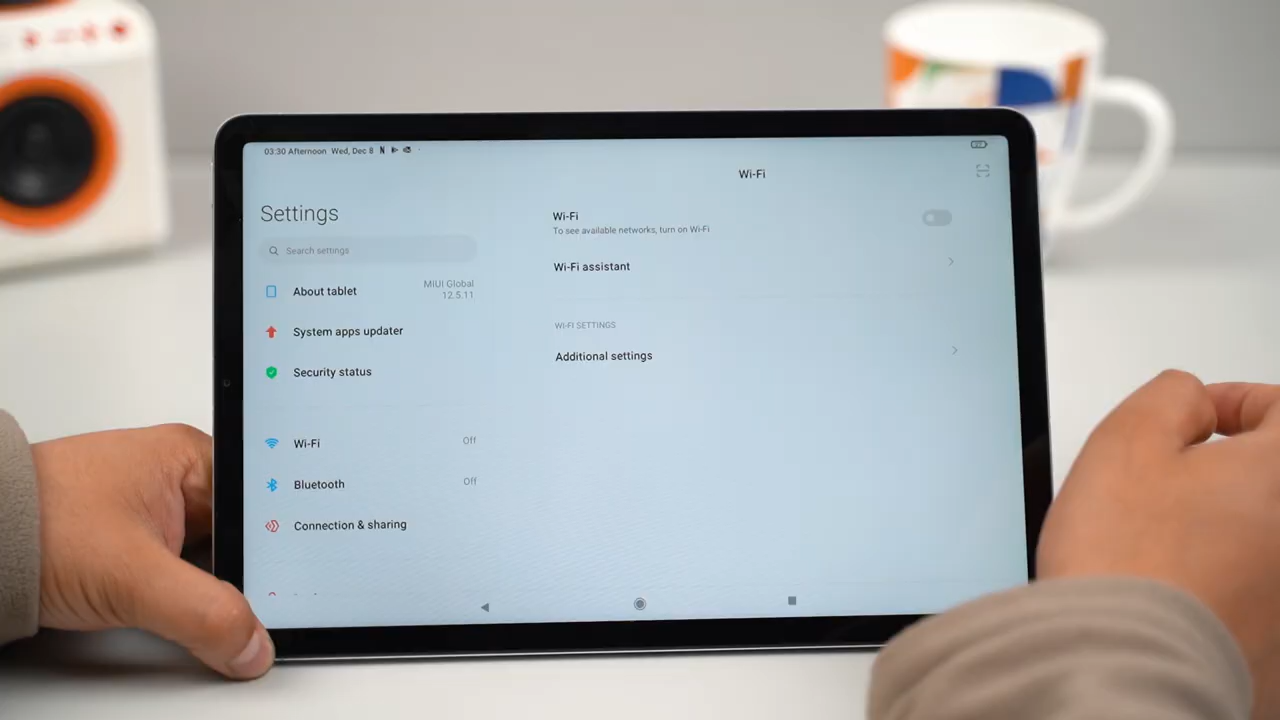 03:30 Afternoon Wed, Dec 8
Wi-Fi
Settings
Search settings
About tablet
MIUI Global
12.5.11
System apps updater
Security status
Wi-Fi
Off
Bluetooth
Off
Connection & sharing
Wi-Fi
To see available networks, turn on Wi-Fi
Wi-Fi assistant
WI-FI SETTINGS
Additional settings